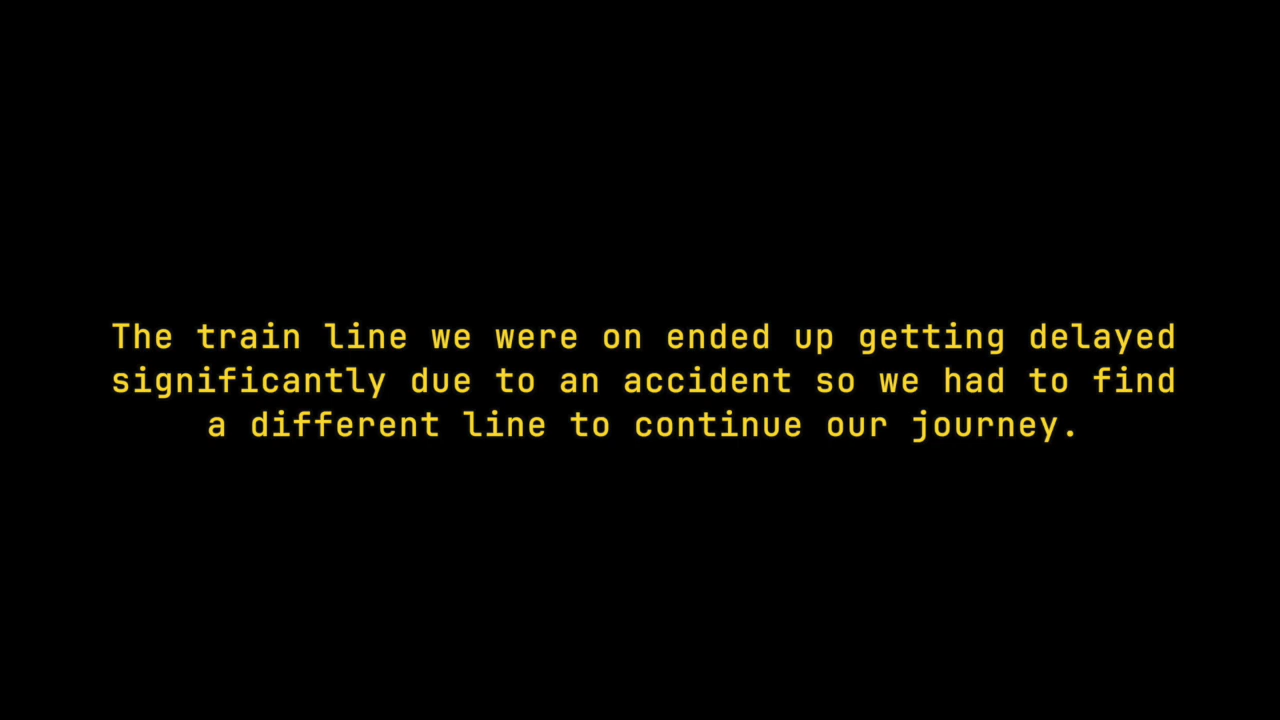 The train line we were on ended up getting delayed
significantly due to an accident so we had to find
a different line to continue our journey.